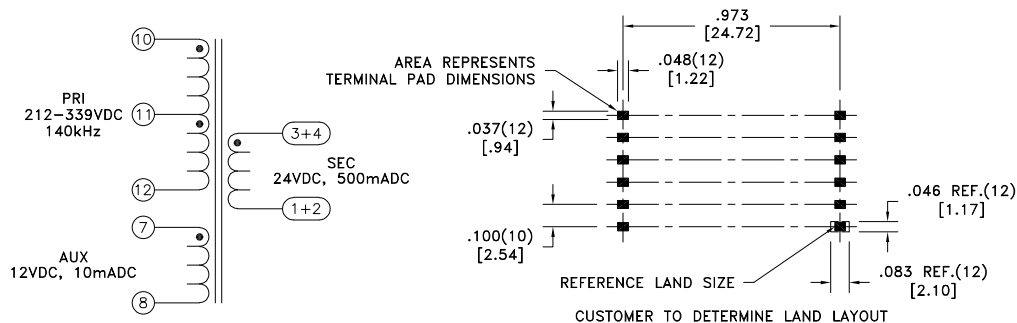 10
PRI
212-339VDC
140kHz
11
12
7
AUX
12VDC, 10mADC
8
3+4
SEC
24VDC, 500mADC
1+2
.973
[24.72]
AREA REPRESENTS
TERMINAL PAD DIMENSIONS
.048(12)
[1.22]
.037(12)
[.94]
.100(10)
[2.54]
.046 REF.(12)
[1.17]
REFERENCE LAND SIZE
.083 REF.(12)
[2.10]
CUSTOMER TO DETERMINE LAND LAYOUT